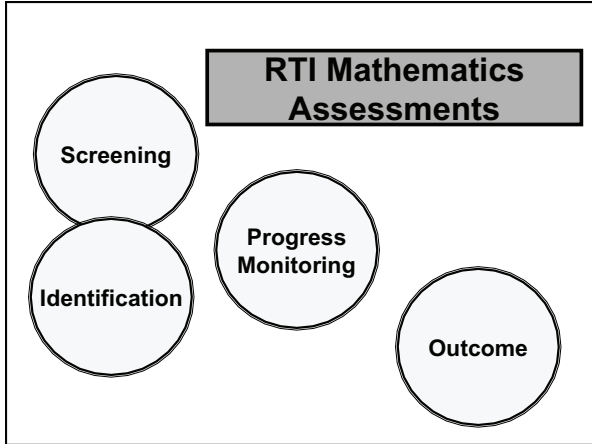 RTI Mathematics
Assessments
Screening
Identification
Progress
Monitoring
Outcome